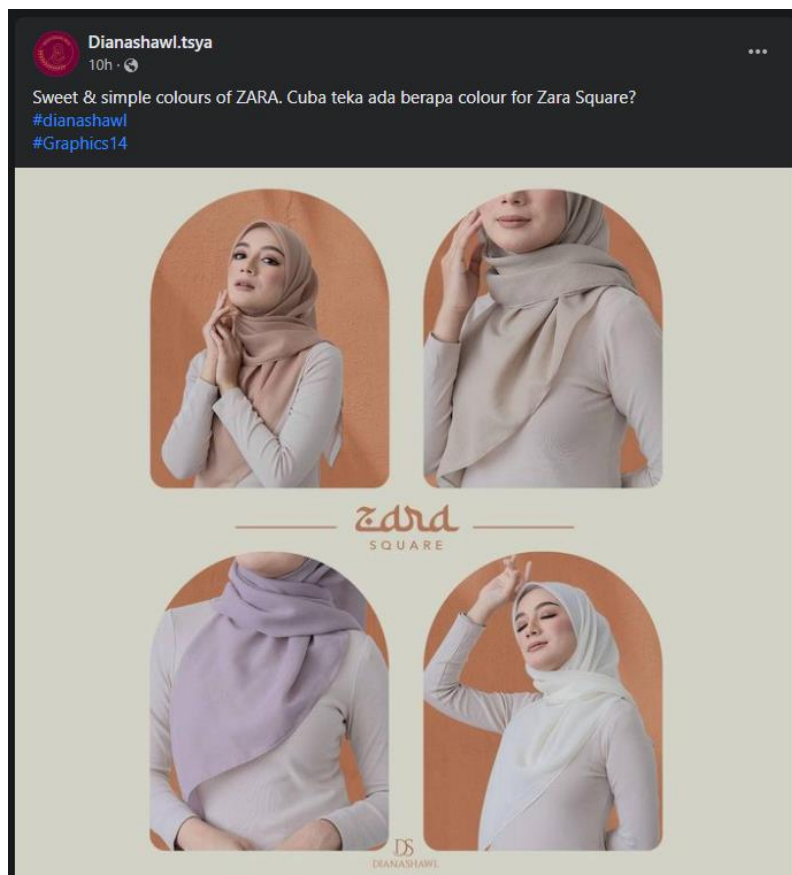 Dianashawl.tsya
10h
Sweet & simple colours of ZARA. Cuba teka ada berapa colour for Zara Square?
#dianashawl
#Graphics14
zara
SQUARE
DS
DIANASHAWL